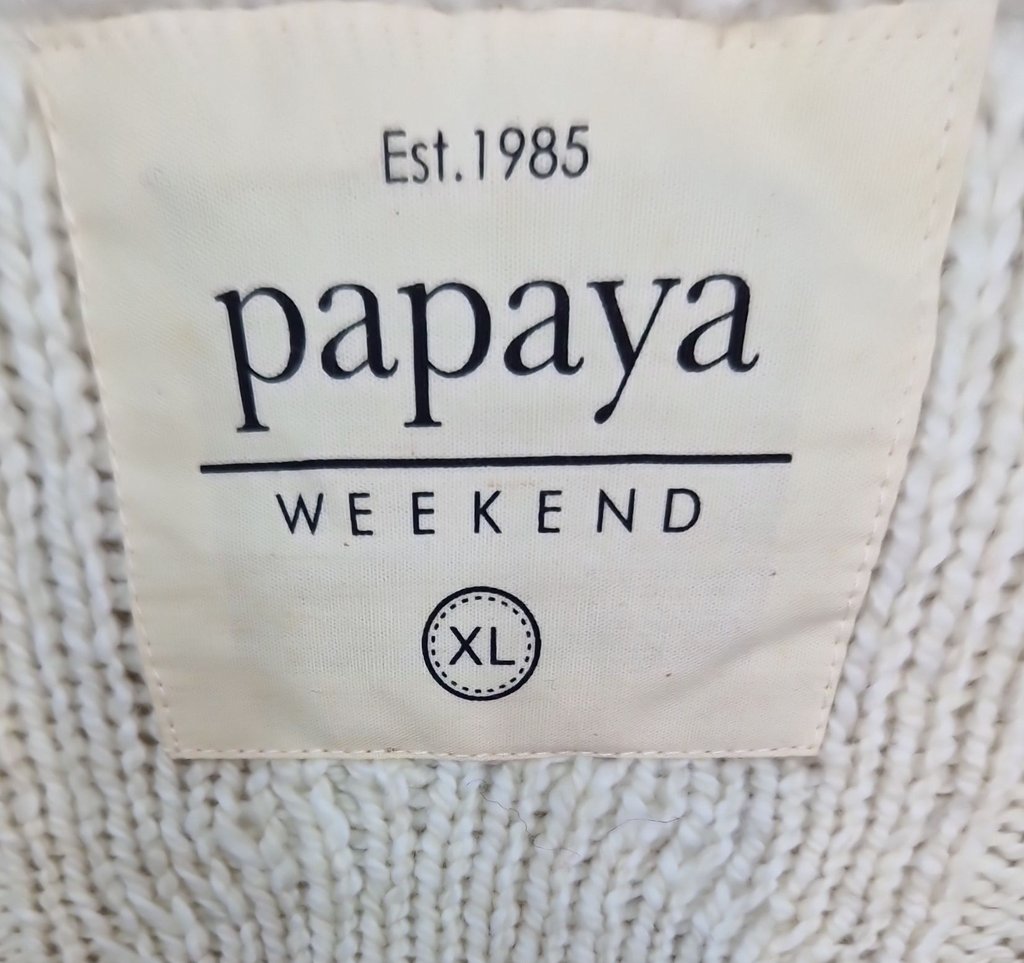 Est.1985
papaya
WEEKEND
XL